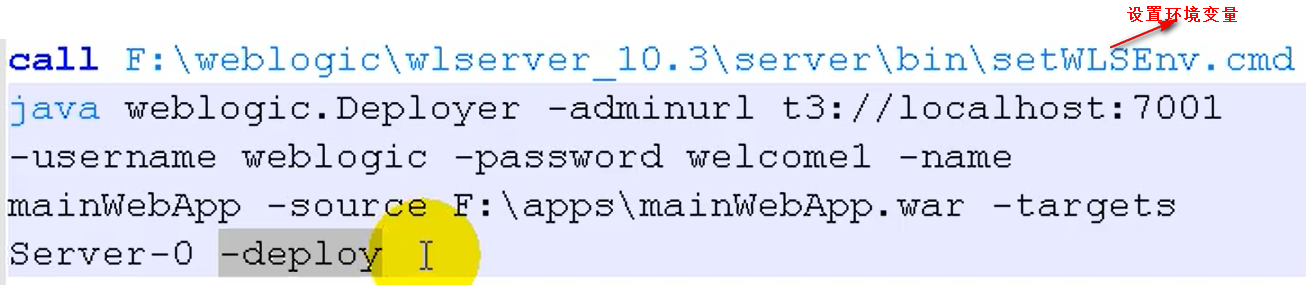 设置环境变量
call F:\weblogic\wlserver_10.3\server\bin\setWLSEnv.cmd
java weblogic.Deployer -adminurl t3://localhost:7001
-username weblogic -password welcome1 -name
mainWebApp -source F:\apps\mainWebApp.war -targets
Server-0 -deploy